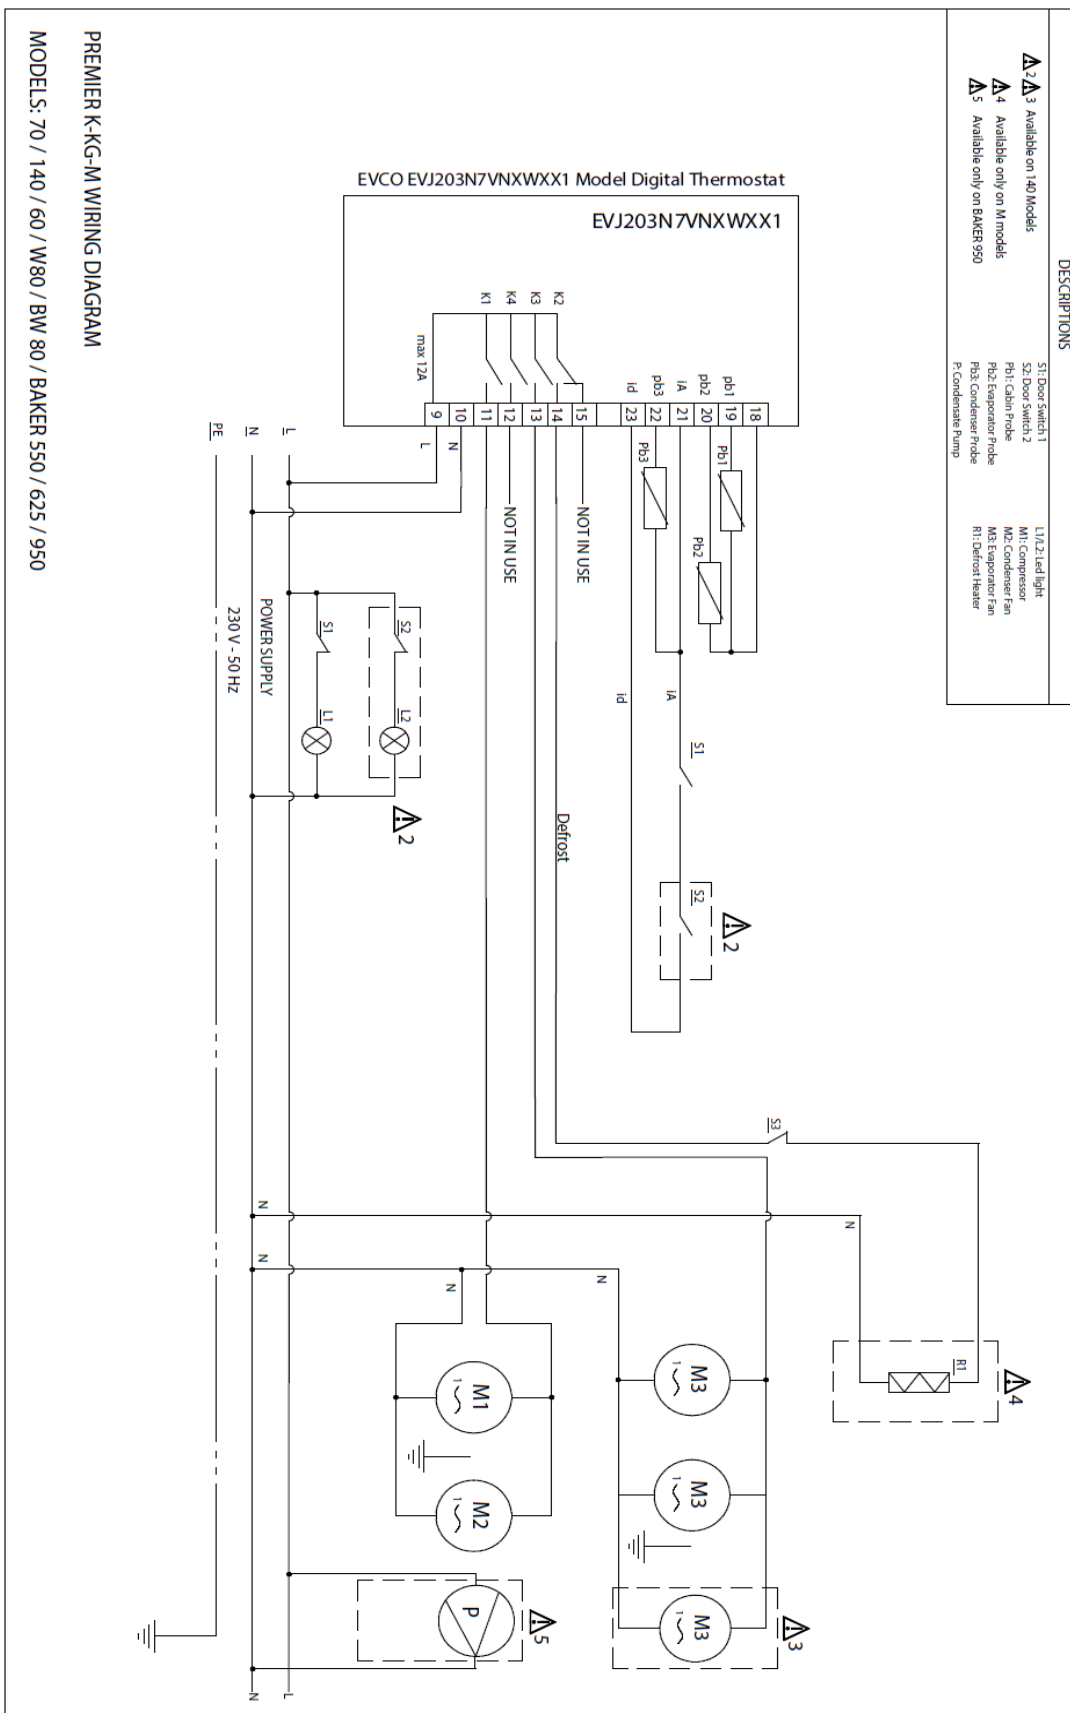 DESCRIPTIONS
2 3 Available on 140 Models
4 Available only on M models
5 Available only on BAKER 950
S1: Door Switch 1
S2: Door Switch 2
Pb1: Cabin Probe
Pb2: Evaporator Probe
Pb3: Condenser Probe
P: Condensate Pump
L1/L2: Led light
M1: Compressor
M2: Condenser Fan
M3: Evaporator Fan
R1: Defrost Heater
EVCO EVJ203N7VNXWXX1 Model Digital Thermostat
EVJ203N7VNXWXX1
K1 K4 K3 K2
max 12A
id pb3 iA pb2 pb1
9 10 11 12 13 14 15 23 22 21 20 19 18
L N
Pb3
Pb1
Pb2
NOT IN USE
NOT IN USE
PE N L
POWER SUPPLY
230 V - 50 Hz
S1
S2
L1
L2
2
id
iA
S1
S2
2
Defrost
S3
N
N
N
N
N
R1
4
M1
1
M2
1
M3
1
M3
1
M3
1
3
P
5
N
L
PREMIER K-KG-M WIRING DIAGRAM
MODELS: 70 / 140 / 60 / W80 / BW 80 / BAKER 550 / 625 / 950